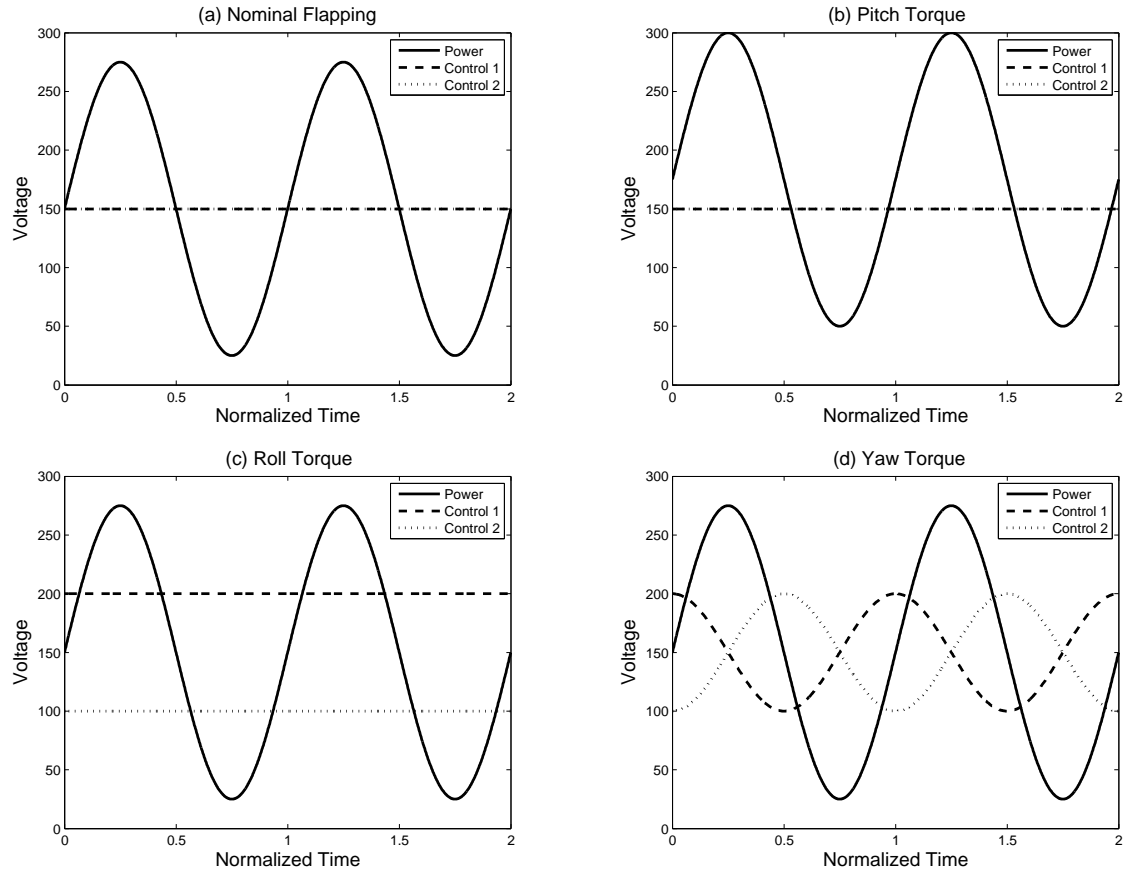 (a) Nominal Flapping
300
250
200
150
100
50
0
Voltage
0 0.5 1 1.5 2
Normalized Time
Power
Control 1
Control 2
(b) Pitch Torque
300
250
200
150
100
50
0
Voltage
0 0.5 1 1.5 2
Normalized Time
Power
Control 1
Control 2
(c) Roll Torque
300
250
200
150
100
50
0
Voltage
0 0.5 1 1.5 2
Normalized Time
Power
Control 1
Control 2
(d) Yaw Torque
300
250
200
150
100
50
0
Voltage
0 0.5 1 1.5 2
Normalized Time
Power
Control 1
Control 2